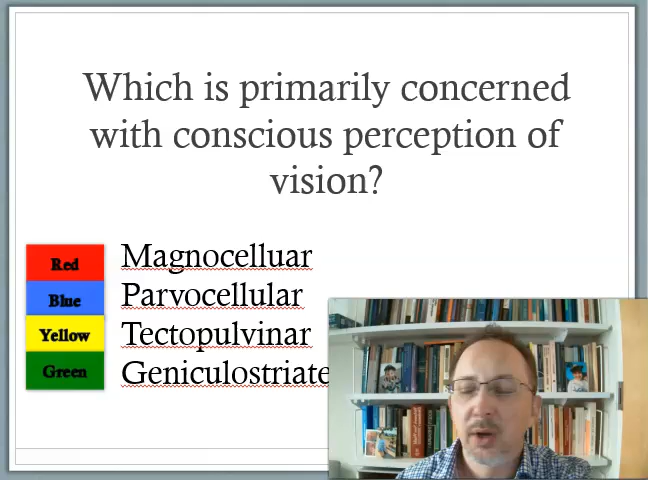 Which is primarily concerned
with conscious perception of
vision?
Red Magnocelluar
Blue Parvocellular
Yellow Tectopulvinar
Green Geniculostriate